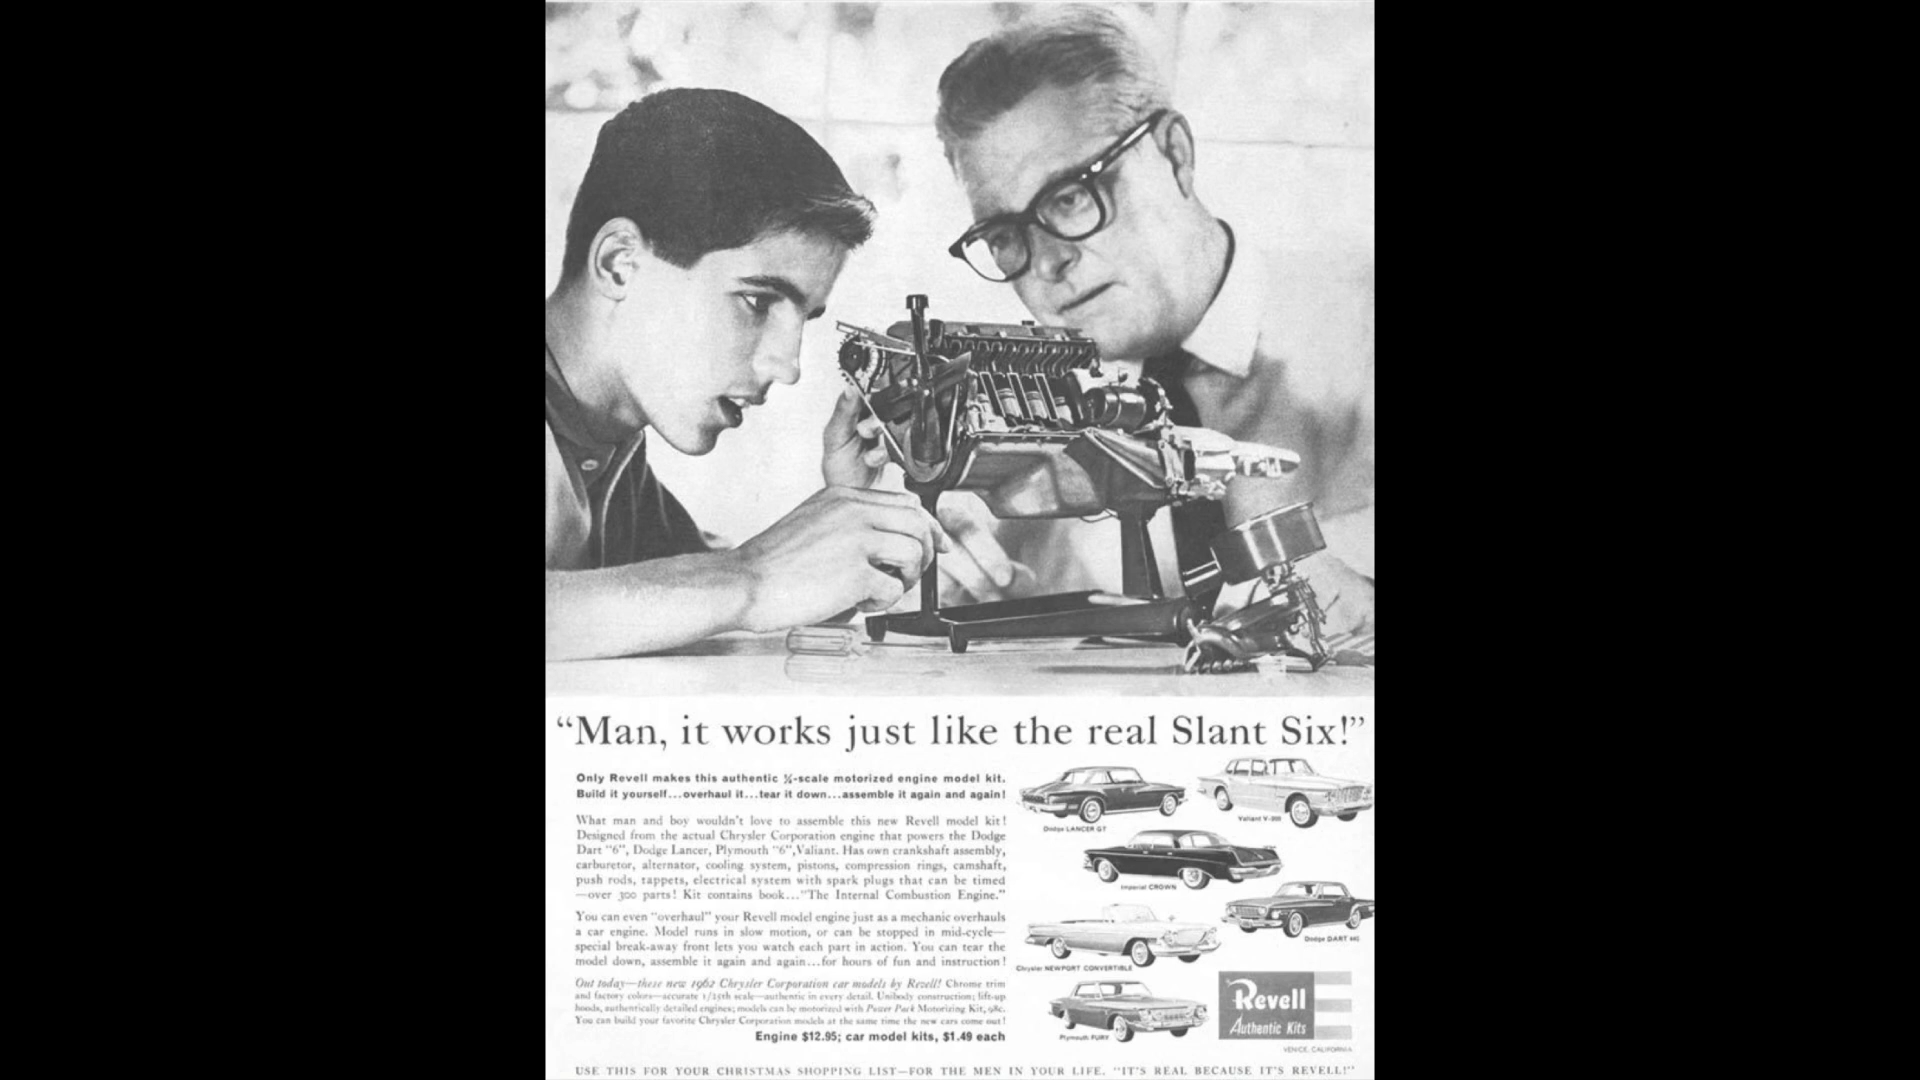 “Man, it works just like the real Slant Six!”
Only Revell makes this authentic ¼-scale motorized engine model kit.
Build it yourself...overhaul it...tear it down...assemble it again and again!
What man and boy wouldn't love to assemble this new Revell model kit!
Designed from the actual Chrysler Corporation engine that powers the Dodge
Dart "6", Dodge Lancer, Plymouth "6",Valiant. Has own crankshaft assembly,
carburetor, alternator, cooling system, pistons, compression rings, camshaft,
push rods, tappets, electrical system with spark plugs that can be timed
—over 300 parts! Kit contains book..."The Internal Combustion Engine."
You can even "overhaul" your Revell model engine just as a mechanic overhauls
a car engine. Model runs in slow motion, or can be stopped in mid-cycle—
special break-away front lets you watch each part in action. You can tear the
model down, assemble it again and again...for hours of fun and instruction!
Out today—these new 1962 Chrysler Corporation car models by Revell! Chrome trim
and factory colors—accurate 1/25th scale—authentic in every detail. Unibody construction; lift-up
hoods, authentically detailed engines; models can be motorized with Power Pack Motorizing Kit, 98c.
You can build your favorite Chrysler Corporation models at the same time the new cars come out!
Engine $12.95; car model kits, $1.49 each
Dodge LANCER GT
Valiant V-200
Imperial CROWN
Dodge DART 440
Chrysler NEWPORT CONVERTIBLE
Plymouth FURY
Revell
Authentic Kits
VENICE, CALIFORNIA
USE THIS FOR YOUR CHRISTMAS SHOPPING LIST—FOR THE MEN IN YOUR LIFE. "IT'S REAL BECAUSE IT'S REVELL!"